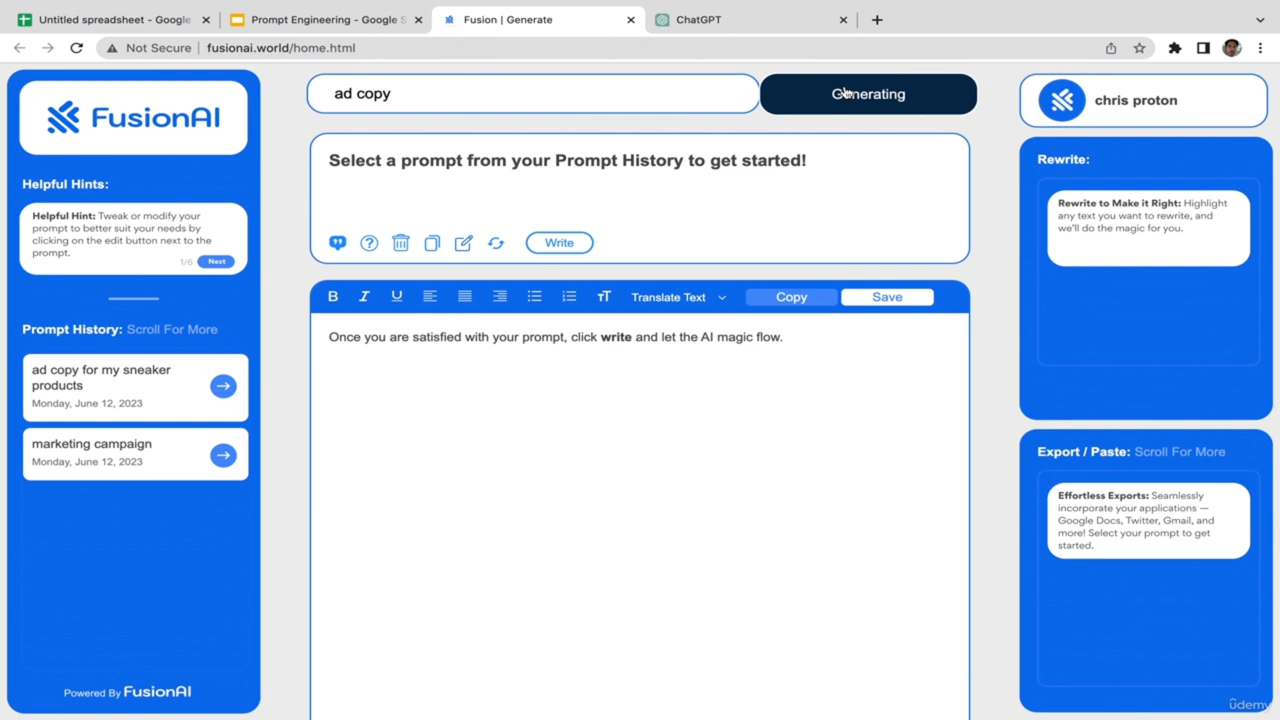 Untitled spreadsheet - Google
Prompt Engineering - Google S
Fusion | Generate
ChatGPT
Not Secure
fusionai.world/home.html
FusionAI
Helpful Hints:
Helpful Hint: Tweak or modify your
prompt to better suit your needs by
clicking on the edit button next to the
prompt.
1/6
Next
Prompt History: Scroll For More
ad copy for my sneaker
products
Monday, June 12, 2023
marketing campaign
Monday, June 12, 2023
Powered By FusionAI
ad copy
Generating
Select a prompt from your Prompt History to get started!
Write
B I U
TT
Translate Text
Copy
Save
Once you are satisfied with your prompt, click write and let the AI magic flow.
chris proton
Rewrite:
Rewrite to Make it Right: Highlight
any text you want to rewrite, and
we'll do the magic for you.
Export / Paste: Scroll For More
Effortless Exports: Seamlessly
incorporate your applications —
Google Docs, Twitter, Gmail, and
more! Select your prompt to get
started.
ûdemy